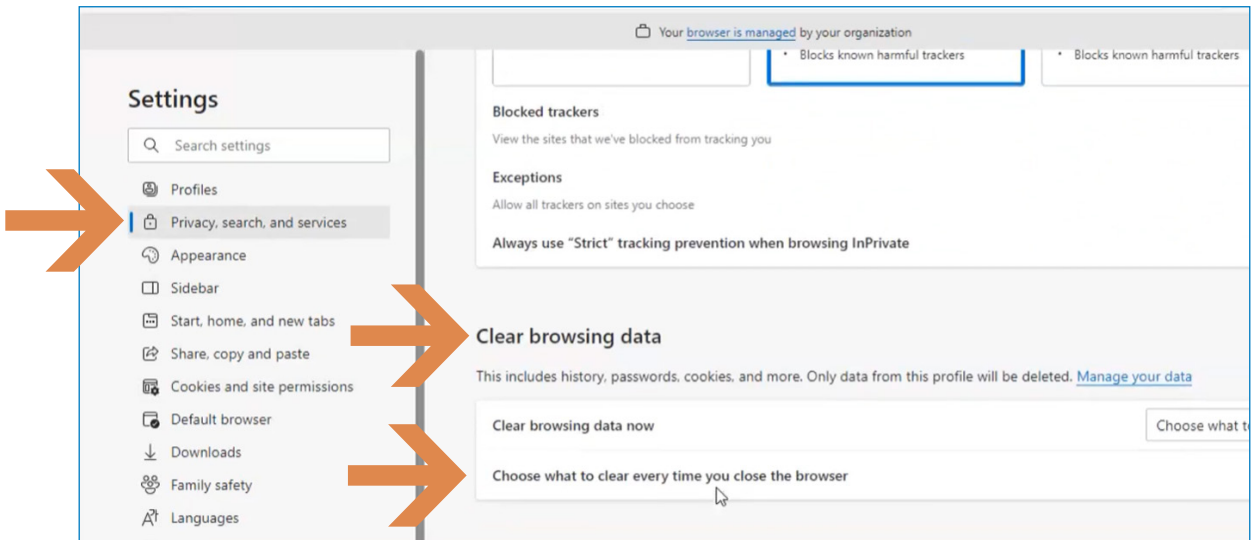 Your browser is managed by your organization
• Blocks known harmful trackers
• Blocks known harmful trackers
Settings
Search settings
Profiles
Privacy, search, and services
Appearance
Sidebar
Start, home, and new tabs
Share, copy and paste
Cookies and site permissions
Default browser
Downloads
Family safety
Languages
Blocked trackers
View the sites that we've blocked from tracking you
Exceptions
Allow all trackers on sites you choose
Always use “Strict” tracking prevention when browsing InPrivate
Clear browsing data
This includes history, passwords, cookies, and more. Only data from this profile will be deleted. Manage your data
Clear browsing data now
Choose what t
Choose what to clear every time you close the browser